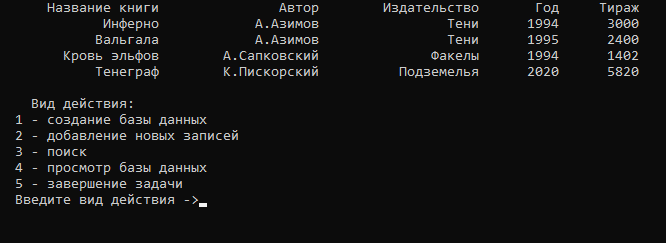 Название книги Автор Издательство Год Тираж
Инферно А.Азимов Тени 1994 3000
Вальгала А.Азимов Тени 1995 2400
Кровь эльфов А.Сапковский Факелы 1994 1402
Тенеграф К.Пискорский Подземелья 2020 5820
Вид действия:
1 - создание базы данных
2 - добавление новых записей
3 - поиск
4 - просмотр базы данных
5 - завершение задачи
Введите вид действия ->